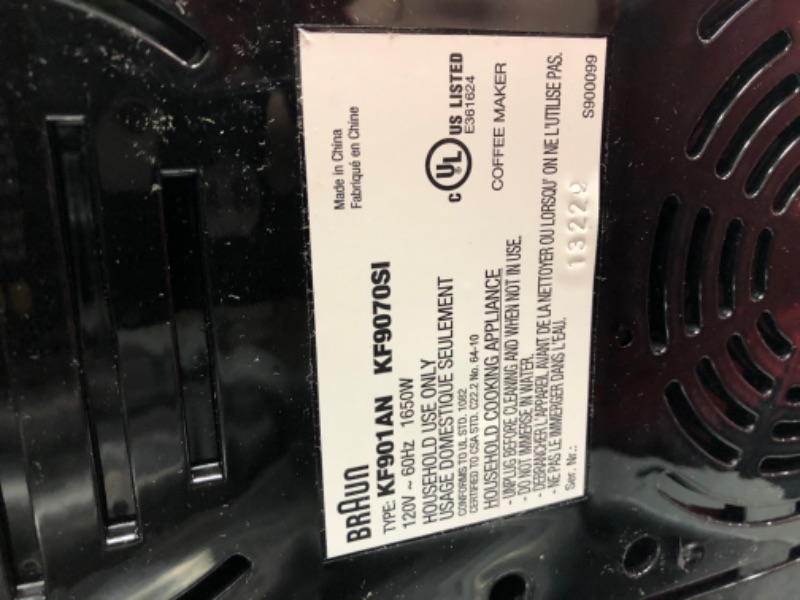 BRAUN
TYPE: KF901AN KF9070SI
120V ~ 60Hz 1650W
HOUSEHOLD USE ONLY
USAGE DOMESTIQUE SEULEMENT
CONFORMS TO UL STD. 1082
CERTIFIED TO CSA STD. C22.2 No. 64-10
HOUSEHOLD COOKING APPLIANCE
- UNPLUG BEFORE CLEANING AND WHEN NOT IN USE.
- DO NOT IMMERSE IN WATER.
- DEBRANCHER L'APPAREIL AVANT DE LA NETTOYER OU LORSQU' ON NE L'UTILISE PAS.
- NE PAS LE IMMERGER DANS L'EAU.
Ser. Nr.:
13229
S900099
Made in China
Fabriqué en Chine
C UL US LISTED
E361624
COFFEE MAKER